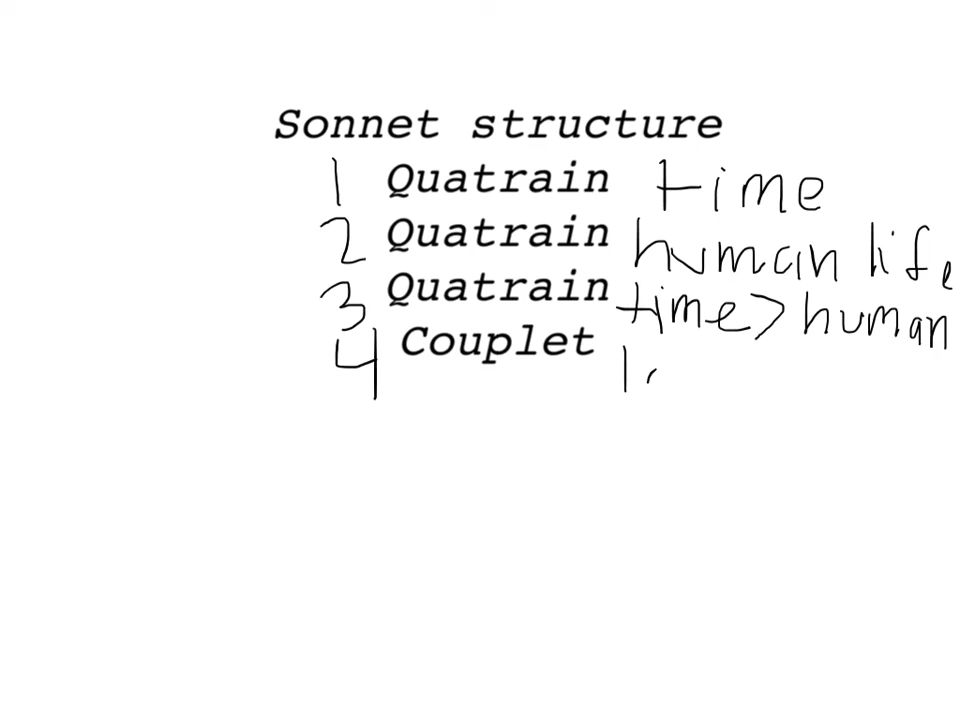 Sonnet structure
1 Quatrain time
2 Quatrain human life
3 Quatrain time > human
4 Couplet